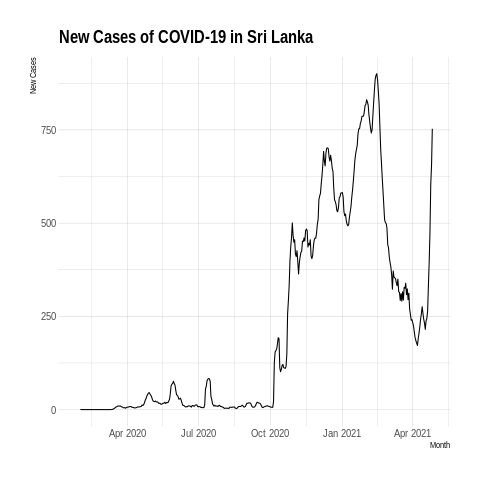 New Cases of COVID-19 in Sri Lanka
New Cases
750
500
250
0
Apr 2020 Jul 2020 Oct 2020 Jan 2021 Apr 2021
Month